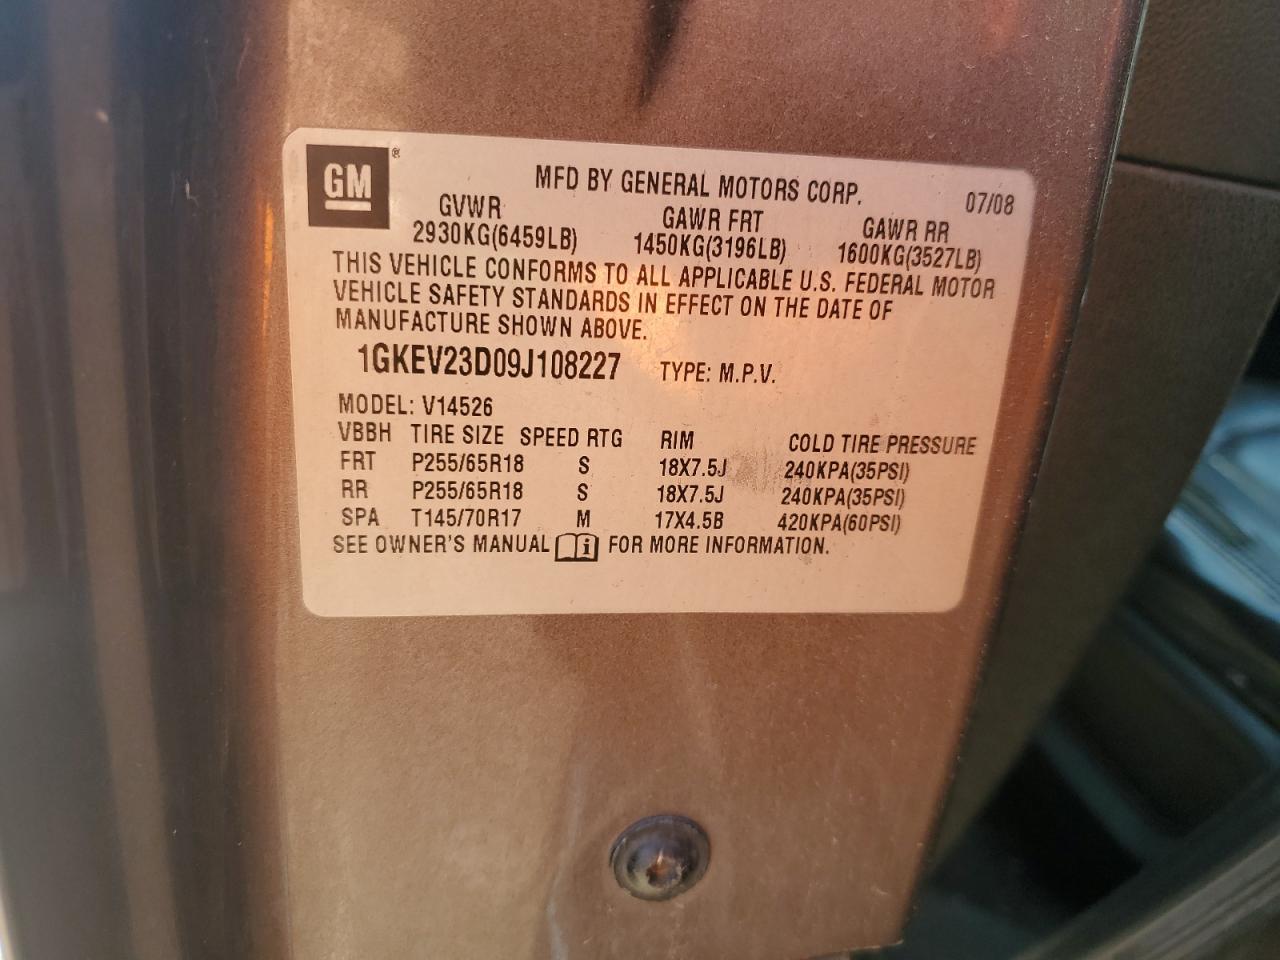 GM®
MFD BY GENERAL MOTORS CORP. 07/08
GVWR GAWR FRT GAWR RR
2930KG(6459LB) 1450KG(3196LB) 1600KG(3527LB)
THIS VEHICLE CONFORMS TO ALL APPLICABLE U.S. FEDERAL MOTOR
VEHICLE SAFETY STANDARDS IN EFFECT ON THE DATE OF
MANUFACTURE SHOWN ABOVE.
1GKEV23D09J108227 TYPE: M.P.V.
MODEL: V14526
VBBH TIRE SIZE SPEED RTG RIM COLD TIRE PRESSURE
FRT P255/65R18 S 18X7.5J 240KPA(35PSI)
RR P255/65R18 S 18X7.5J 240KPA(35PSI)
SPA T145/70R17 M 17X4.5B 420KPA(60PSI)
SEE OWNER'S MANUAL i FOR MORE INFORMATION.